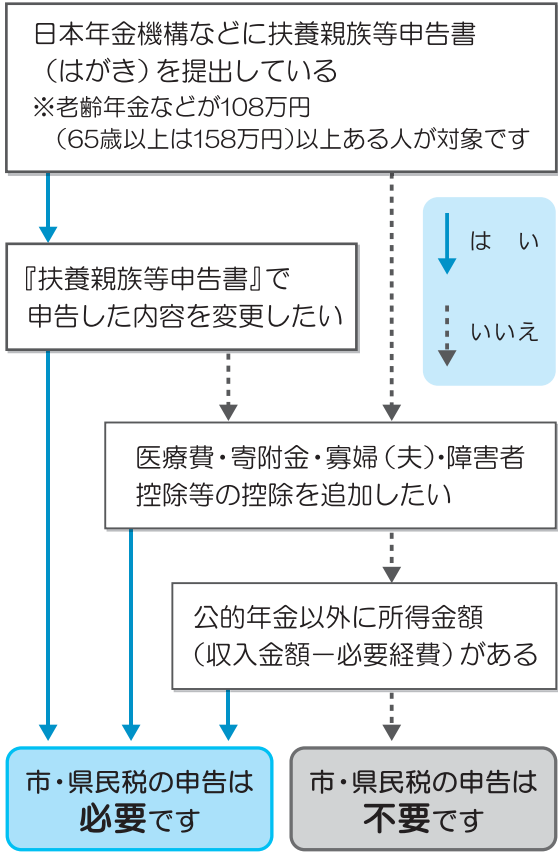 日本年金機構などに扶養親族等申告書
（はがき）を提出している
※老齢年金などが108万円
（65歳以上は158万円）以上ある人が対象です
は　い
いいえ
『扶養親族等申告書』で
申告した内容を変更したい
医療費・寄附金・寡婦（夫）・障害者
控除等の控除を追加したい
公的年金以外に所得金額
（収入金額－必要経費）がある
市・県民税の申告は
必要です
市・県民税の申告は
不要です